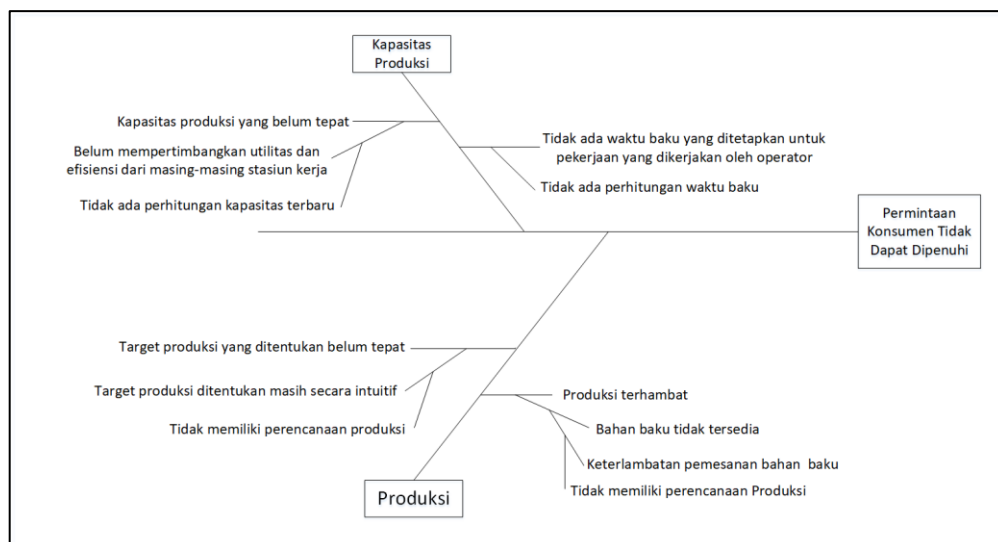 Kapasitas
Produksi
Kapasitas produksi yang belum tepat
Belum mempertimbangkan utilitas dan
efisiensi dari masing-masing stasiun kerja
Tidak ada perhitungan kapasitas terbaru
Tidak ada waktu baku yang ditetapkan untuk
pekerjaan yang dikerjakan oleh operator
Tidak ada perhitungan waktu baku
Permintaan
Konsumen Tidak
Dapat Dipenuhi
Target produksi yang ditentukan belum tepat
Target produksi ditentukan masih secara intuitif
Tidak memiliki perencanaan produksi
Produksi terhambat
Bahan baku tidak tersedia
Keterlambatan pemesanan bahan baku
Tidak memiliki perencanaan Produksi
Produksi